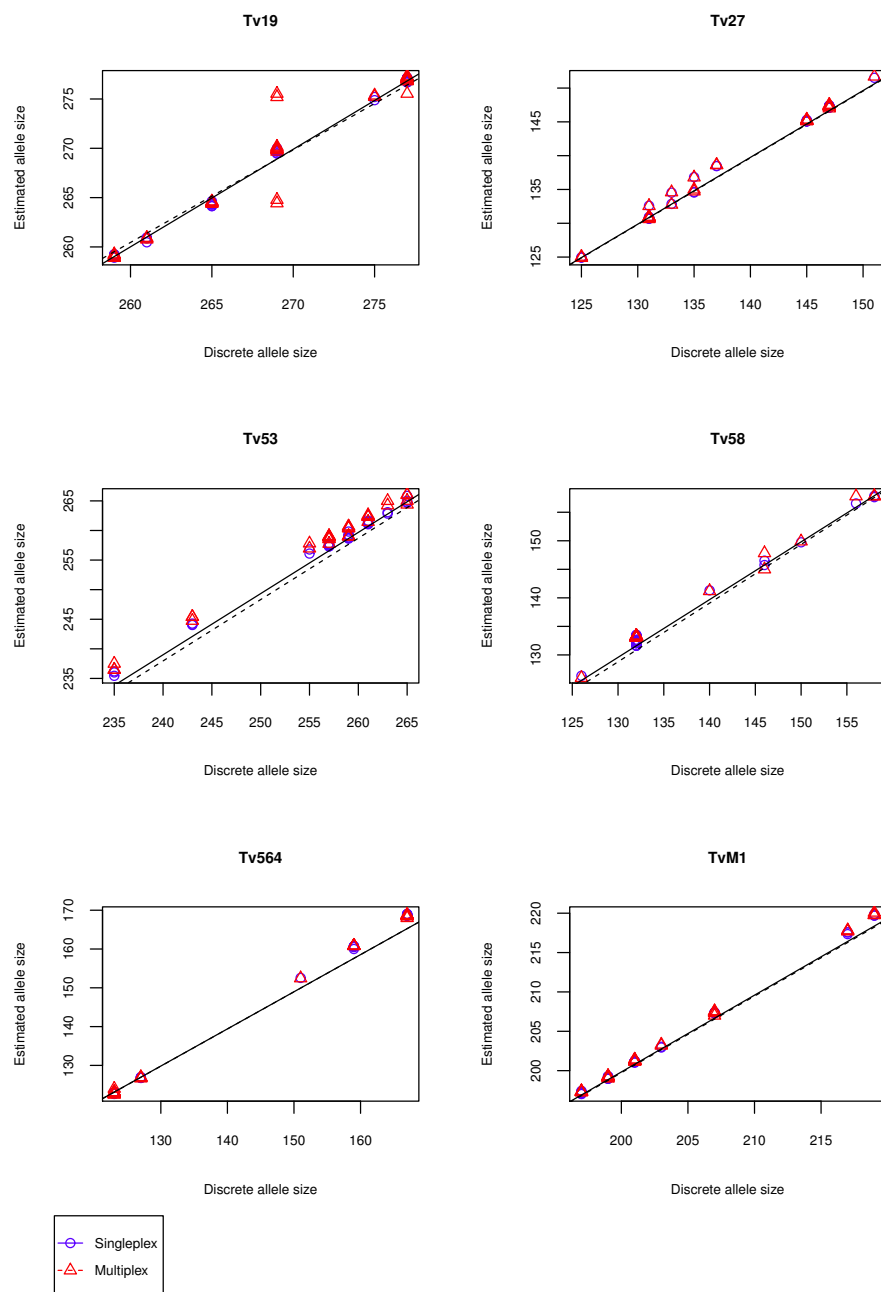 Tv19
Estimated allele size
260 265 270 275
260 265 270 275
Discrete allele size
Tv27
Estimated allele size
125 135 145
125 130 135 140 145 150
Discrete allele size
Tv53
Estimated allele size
235 245 255 265
235 240 245 250 255 260 265
Discrete allele size
Tv58
Estimated allele size
130 140 150
125 130 135 140 145 150 155
Discrete allele size
Tv564
Estimated allele size
130 140 150 160 170
130 140 150 160
Discrete allele size
TvM1
Estimated allele size
200 205 210 215 220
200 205 210 215
Discrete allele size
Singleplex
Multiplex